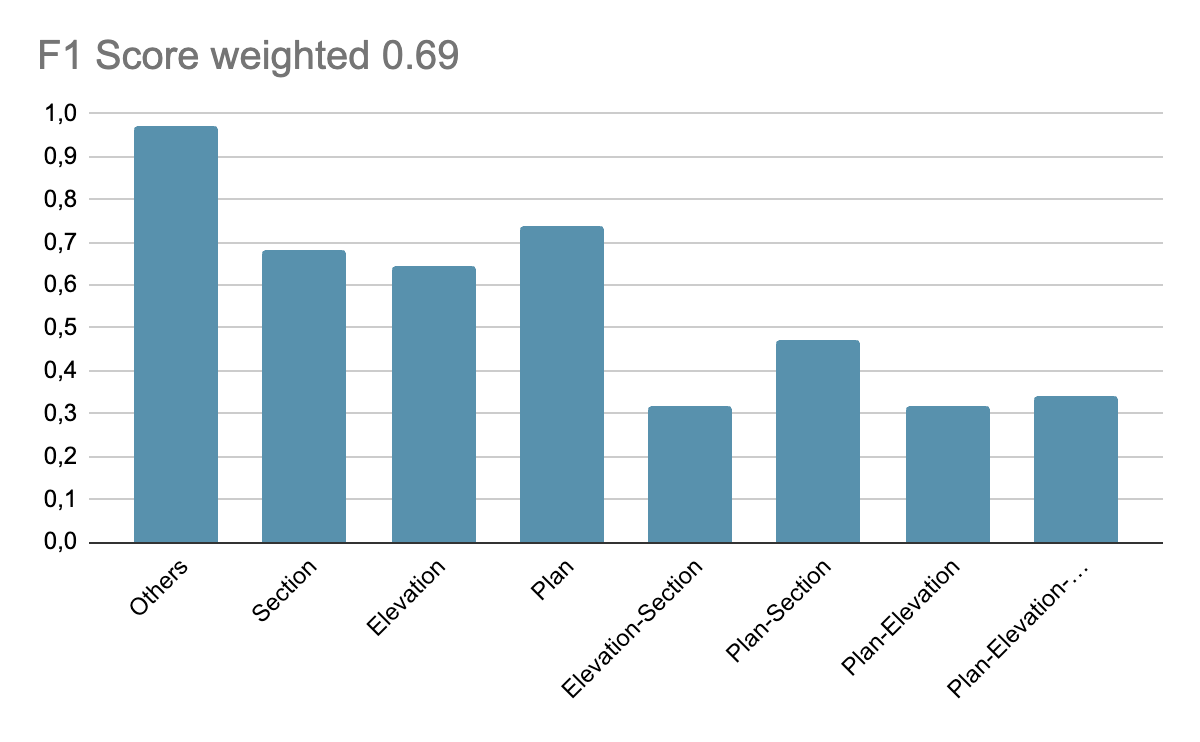 F1 Score weighted 0.69
1,0
0,9
0,8
0,7
0,6
0,5
0,4
0,3
0,2
0,1
0,0
Others
Section
Elevation
Plan
Elevation-Section
Plan-Section
Plan-Elevation
Plan-Elevation-…